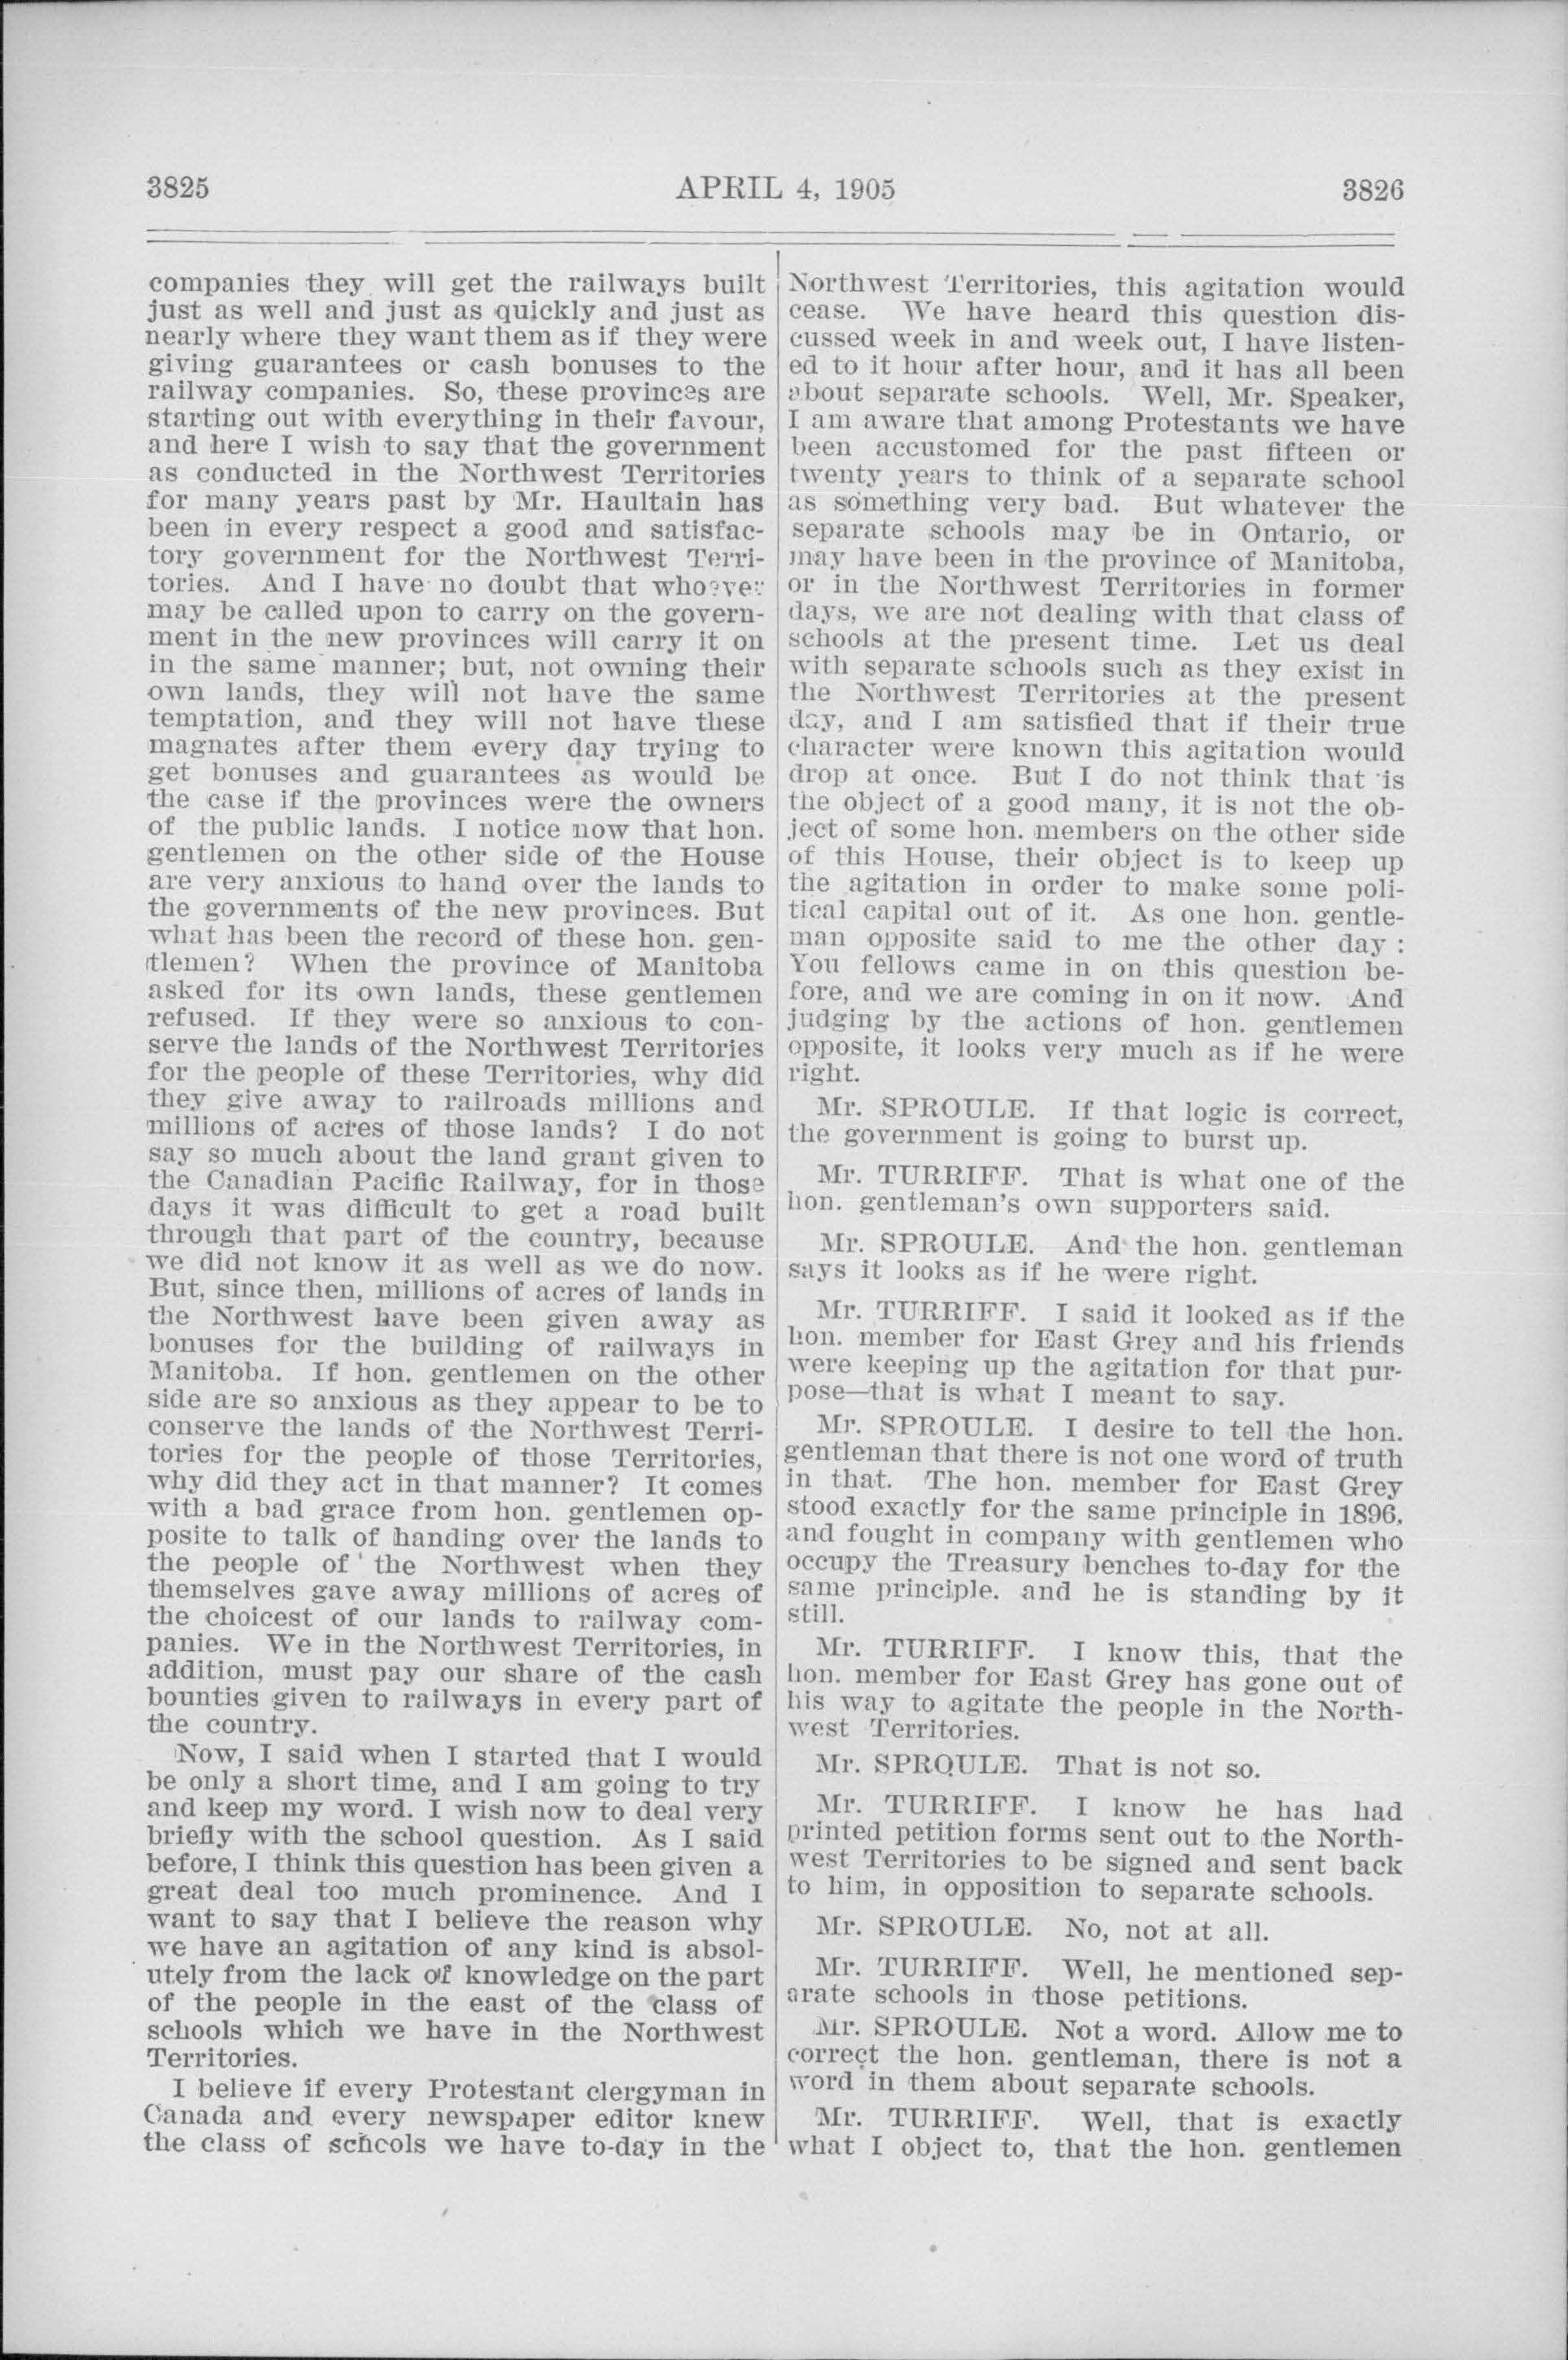 3825
APRIL 4, 1905
3826
companies they will get the railways built
just as well and just as quickly and just as
nearly where they want them as if they were
giving guarantees or cash bonuses to the
railway companies. So, these provinces are
starting out with everything in their favour,
and here I wish to say that the government
as conducted in the Northwest Territories
for many years past by Mr. Haultain has
been in every respect a good and satisfac-
tory government for the Northwest Terri-
tories. And I have no doubt that whoever
may be called upon to carry on the govern-
ment in the new provinces will carry it on
in the same manner; but, not owning their
own lands, they will not have the same
temptation, and they will not have these
magnates after them every day trying to
get bonuses and guarantees as would be
the case if the provinces were the owners
of the public lands. I notice now that hon.
gentlemen on the other side of the House
are very anxious to hand over the lands to
the governments of the new provinces. But
what has been the record of these hon. gen-
tlemen? When the province of Manitoba
asked for its own lands, these gentlemen
refused. If they were so anxious to con-
serve the lands of the Northwest Territories
for the people of these Territories, why did
they give away to railroads millions and
millions of acres of those lands? I do not
say so much about the land grant given to
the Canadian Pacific Railway, for in those
days it was difficult to get a road built
through that part of the country, because
we did not know it as well as we do now.
But, since then, millions of acres of lands in
the Northwest have been given away as
bonuses for the building of railways in
Manitoba. If hon. gentlemen on the other
side are so anxious as they appear to be to
conserve the lands of the Northwest Terri-
tories for the people of those Territories,
why did they act in that manner? It comes
with a bad grace from hon. gentlemen op-
posite to talk of handing over the lands to
the people of the Northwest when they
themselves gave away millions of acres of
the choicest of our lands to railway com-
panies. We in the Northwest Territories, in
addition, must pay our share of the cash
bounties given to railways in every part of
the country.
Now, I said when I started that I would
be only a short time, and I am going to try
and keep my word. I wish now to deal very
briefly with the school question. As I said
before, I think this question has been given a
great deal too much prominence. And I
want to say that I believe the reason why
we have an agitation of any kind is absol-
utely from the lack of knowledge on the part
of the people in the east of the class of
schools which we have in the Northwest
Territories.
I believe if every Protestant clergyman in
Canada and every newspaper editor knew
the class of schools we have to-day in the
Northwest Territories, this agitation would
cease. We have heard this question dis-
cussed week in and week out, I have listen-
ed to it hour after hour, and it has all been
about separate schools. Well, Mr. Speaker,
I am aware that among Protestants we have
been accustomed for the past fifteen or
twenty years to think of a separate school
as something very bad. But whatever the
separate schools may be in Ontario, or
may have been in the province of Manitoba,
or in the Northwest Territories in former
days, we are not dealing with that class of
schools at the present time. Let us deal
with separate schools such as they exist in
the Northwest Territories at the present
day, and I am satisfied that if their true
character were known this agitation would
drop at once. But I do not think that is
the object of a good many, it is not the ob-
ject of some hon. members on the other side
of this House, their object is to keep up
the agitation in order to make some poli-
tical capital out of it. As one hon. gentle-
man opposite said to me the other day :
You fellows came in on this question be-
fore, and we are coming in on it now. And
judging by the actions of hon. gentlemen
opposite, it looks very much as if he were
right.
Mr. SPROULE. If that logic is correct,
the government is going to burst up.
Mr. TURRIFF. That is what one of the
hon. gentleman's own supporters said.
Mr. SPROULE. And the hon. gentleman
says it looks as if he were right.
Mr. TURRIFF. I said it looked as if the
hon. member for East Grey and his friends
were keeping up the agitation for that pur-
pose—that is what I meant to say.
Mr. SPROULE. I desire to tell the hon.
gentleman that there is not one word of truth
in that. The hon. member for East Grey
stood exactly for the same principle in 1896,
and fought in company with gentlemen who
occupy the Treasury benches to-day for the
same principle. and he is standing by it
still.
Mr. TURRIFF. I know this, that the
hon. member for East Grey has gone out of
his way to agitate the people in the North-
west Territories.
Mr. SPROULE. That is not so.
Mr. TURRIFF. I know he has had
printed petition forms sent out to the North-
west Territories to be signed and sent back
to him, in opposition to separate schools.
Mr. SPROULE. No, not at all.
Mr. TURRIFF. Well, he mentioned sep-
arate schools in those petitions.
Mr. SPROULE. Not a word. Allow me to
correct the hon. gentleman, there is not a
word in them about separate schools.
Mr. TURRIFF. Well, that is exactly
what I object to, that the hon. gentlemen